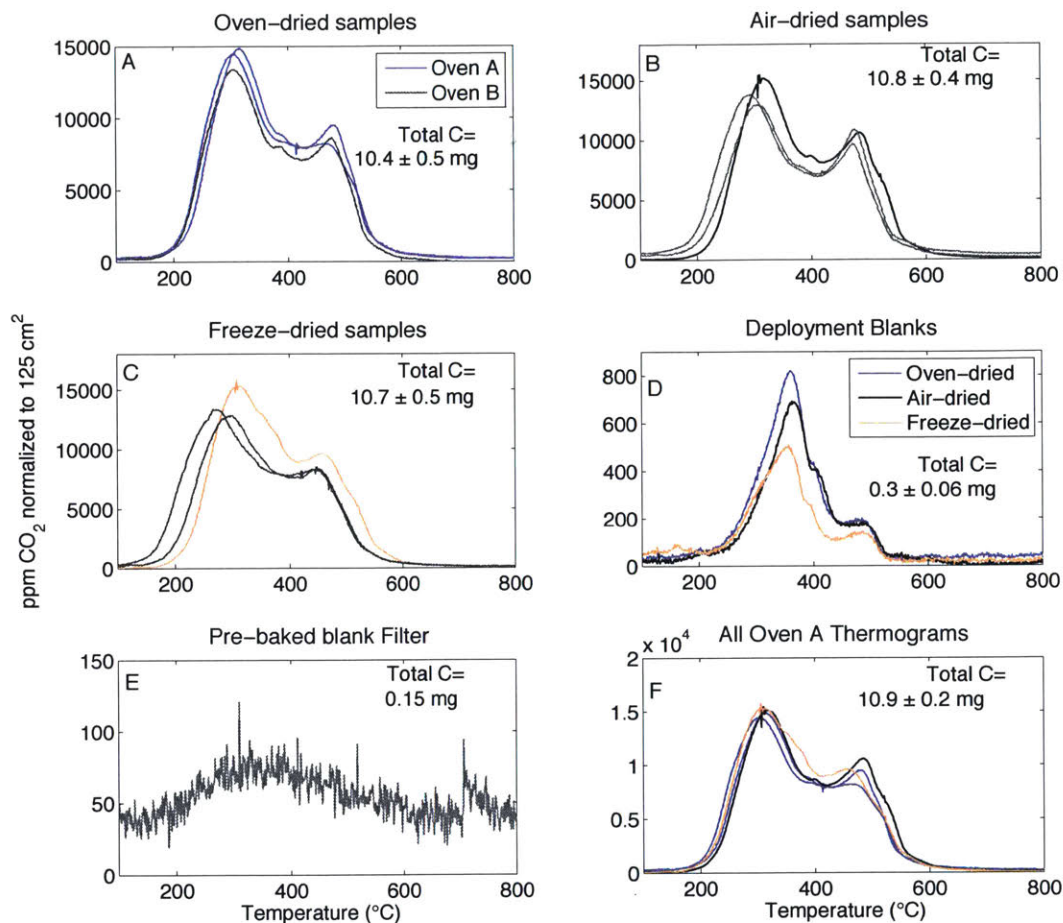 Oven−dried samples
15000
10000
5000
0
A
Oven A
Oven B
Total C=
10.4 ± 0.5 mg
200
400
600
800
Air−dried samples
15000
10000
5000
0
B
Total C=
10.8 ± 0.4 mg
200
400
600
800
ppm CO2 normalized to 125 cm2
Freeze−dried samples
15000
10000
5000
0
C
Total C=
10.7 ± 0.5 mg
200
400
600
800
Deployment Blanks
800
600
400
200
0
D
Oven−dried
Air−dried
Freeze−dried
Total C=
0.3 ± 0.06 mg
200
400
600
800
Pre−baked blank Filter
150
100
50
0
E
Total C=
0.15 mg
200
400
600
800
Temperature (°C)
All Oven A Thermograms
x 10^4
2
1.5
1
0.5
0
F
Total C=
10.9 ± 0.2 mg
200
400
600
800
Temperature (°C)